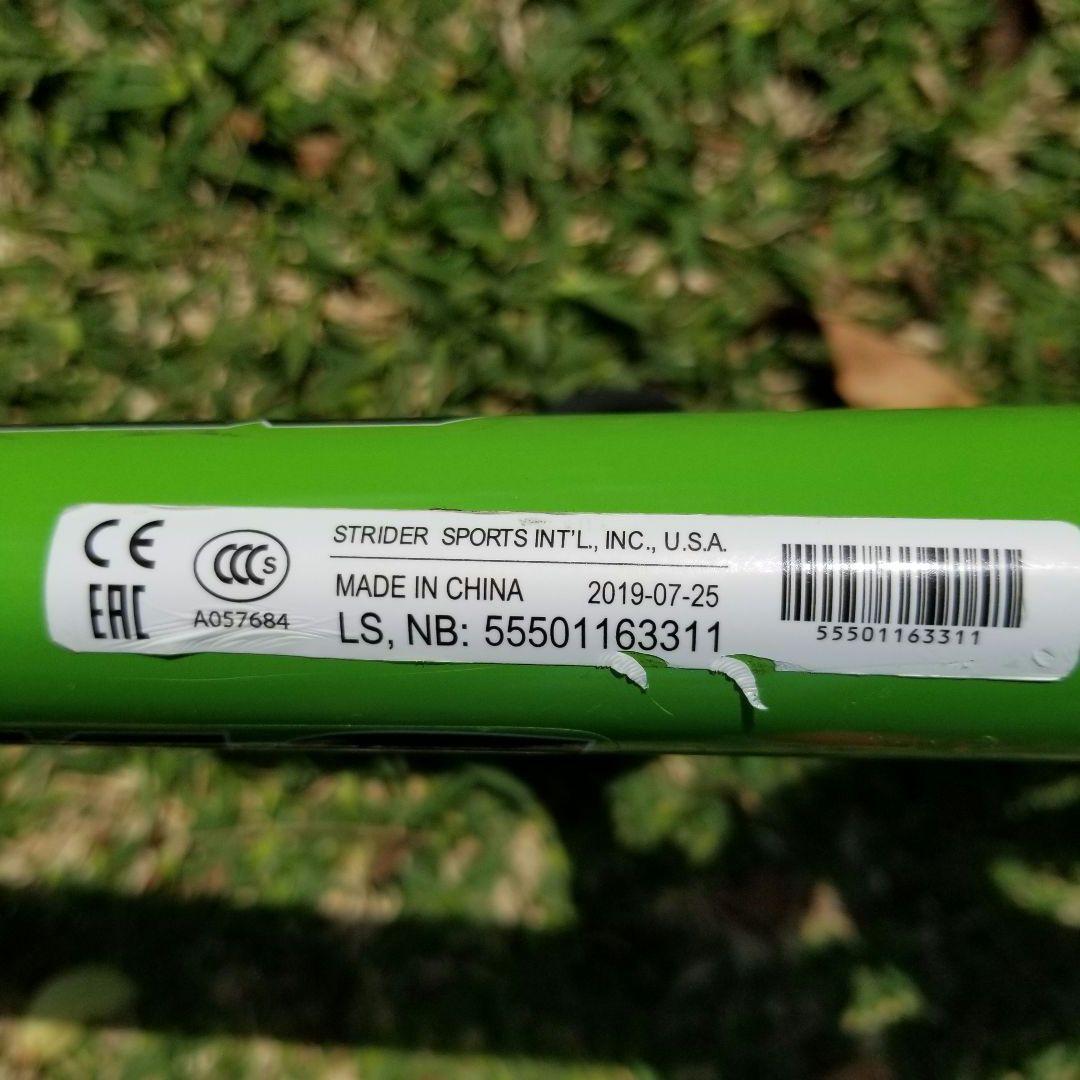 CE
EAC
CCC S
A057684
STRIDER SPORTS INT'L., INC., U.S.A.
MADE IN CHINA 2019-07-25
LS, NB: 55501163311
55501163311